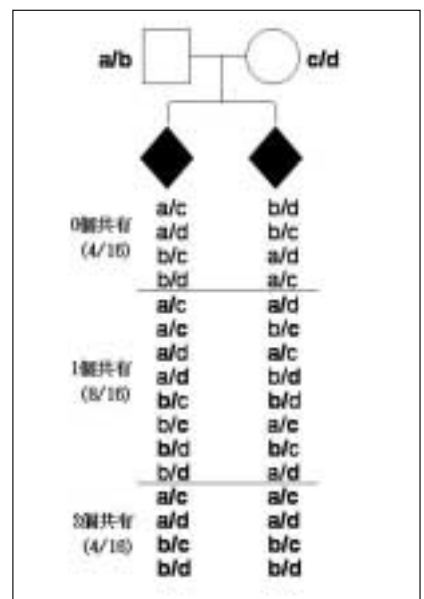 a/b c/d
a/c b/d
0個共有 a/d b/c
(4/16) b/c a/d
b/d a/c
a/c a/d
a/c b/c
a/d a/c
1個共有 a/d b/d
(8/16) b/c b/d
b/c a/c
b/d b/c
b/d a/d
a/c a/c
2個共有 a/d a/d
(4/16) b/c b/c
b/d b/d